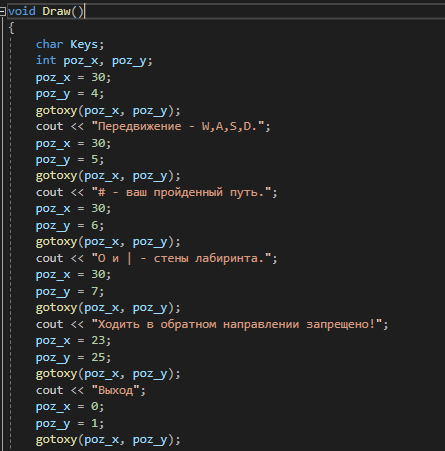 void Draw()
{
char Keys;
int poz_x, poz_y;
poz_x = 30;
poz_y = 4;
gotoxy(poz_x, poz_y);
cout << "Передвижение - W,A,S,D.";
poz_x = 30;
poz_y = 5;
gotoxy(poz_x, poz_y);
cout << "# - ваш пройденный путь.";
poz_x = 30;
poz_y = 6;
gotoxy(poz_x, poz_y);
cout << "О и | - стены лабиринта.";
poz_x = 30;
poz_y = 7;
gotoxy(poz_x, poz_y);
cout << "Ходить в обратном направлении запрещено!";
poz_x = 23;
poz_y = 25;
gotoxy(poz_x, poz_y);
cout << "Выход";
poz_x = 0;
poz_y = 1;
gotoxy(poz_x, poz_y);